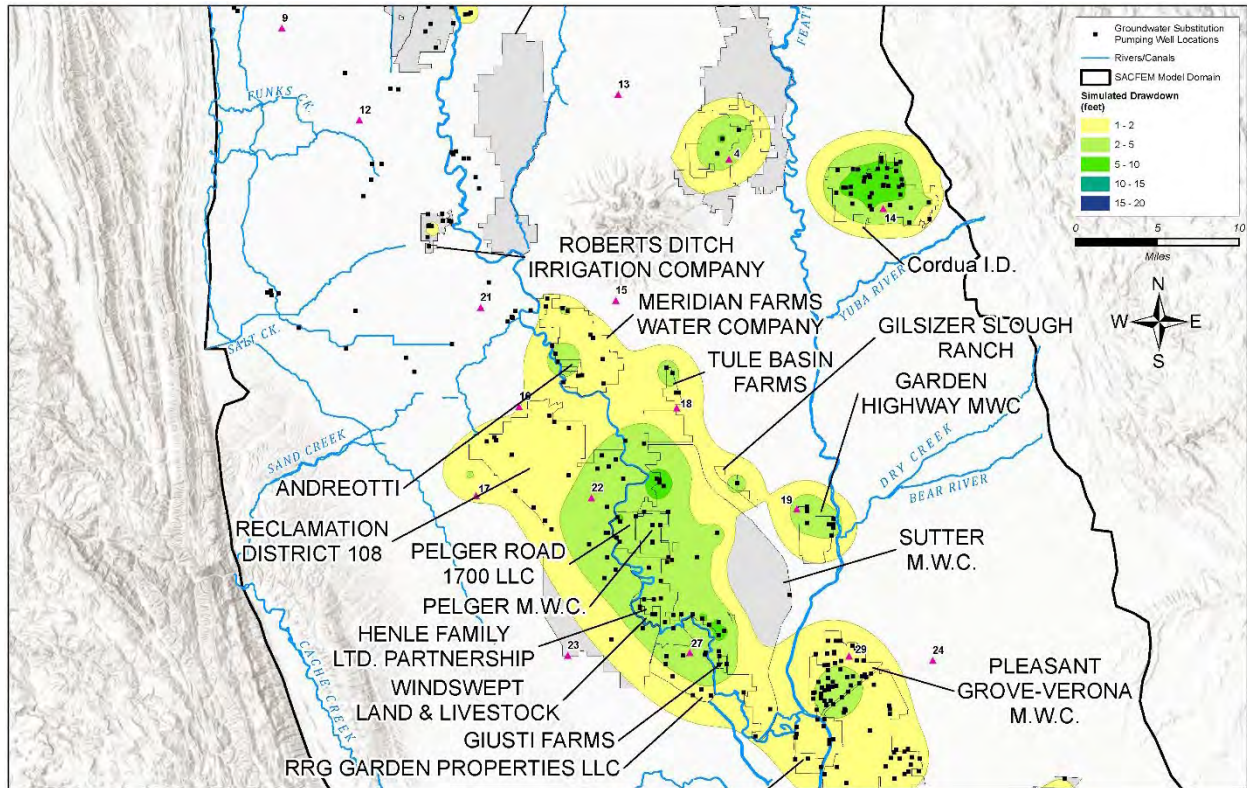 9
12
13
4
14
15
21
16
18
17
22
19
23
27
29
24
FUNKS CK.
SALT CK.
SAND CREEK
CACHE CREEK
FEATH
YUBA RIVER
DRY CREEK
BEAR RIVER
ROBERTS DITCH
IRRIGATION COMPANY
MERIDIAN FARMS
WATER COMPANY
TULE BASIN
FARMS
GILSIZER SLOUGH
RANCH
GARDEN
HIGHWAY MWC
Cordua I.D.
ANDREOTTI
RECLAMATION
DISTRICT 108
PELGER ROAD
1700 LLC
PELGER M.W.C.
HENLE FAMILY
LTD. PARTNERSHIP
WINDSWEPT
LAND & LIVESTOCK
GIUSTI FARMS
RRG GARDEN PROPERTIES LLC
SUTTER
M.W.C.
PLEASANT
GROVE-VERONA
M.W.C.
Groundwater Substitution
Pumping Well Locations
Rivers/Canals
SACFEM Model Domain
Simulated Drawdown
(feet)
1 - 2
2 - 5
5 - 10
10 - 15
15 - 20
0 5 10
Miles
N
W E
S